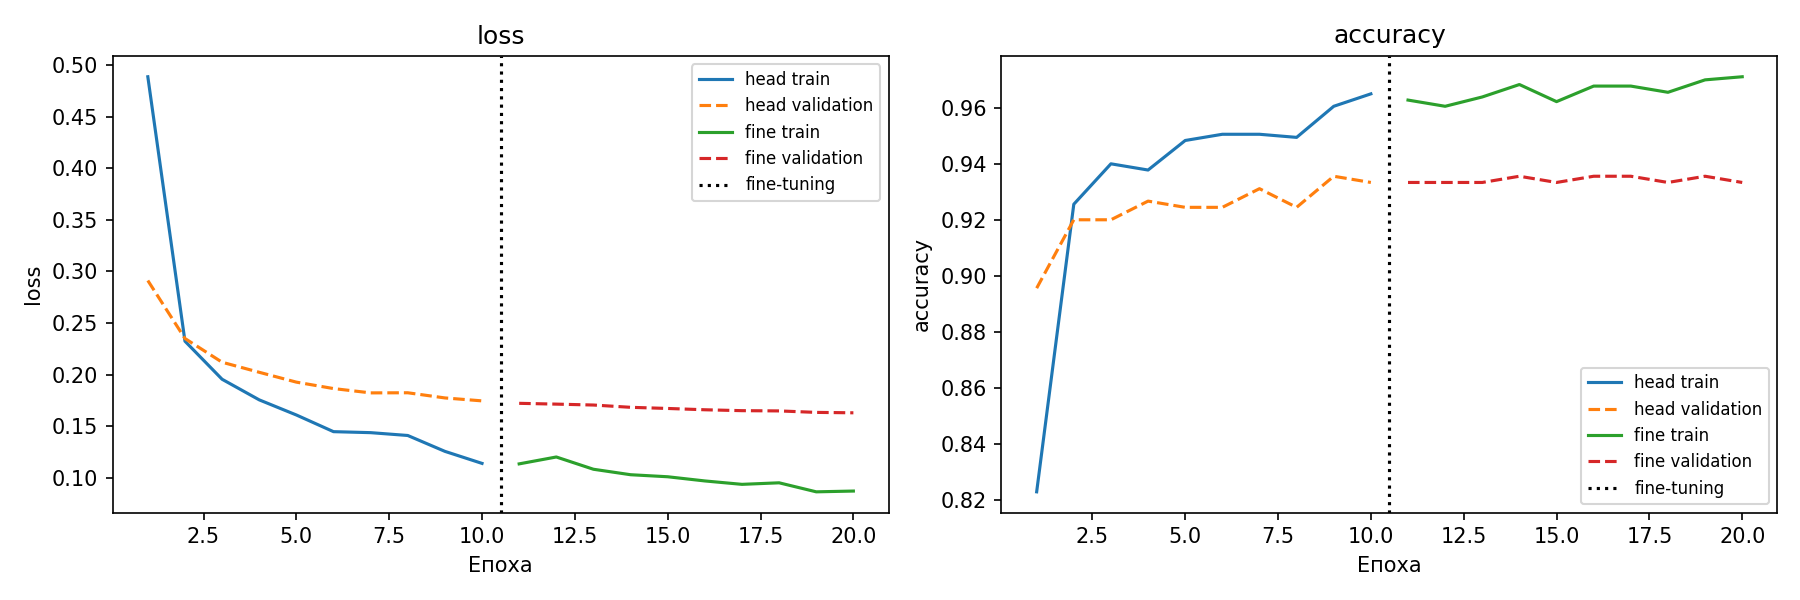 loss
0.50
0.45
0.40
0.35
0.30
0.25
0.20
0.15
0.10
loss
2.5 5.0 7.5 10.0 12.5 15.0 17.5 20.0
Епоха
head train
head validation
fine train
fine validation
fine-tuning
accuracy
0.96
0.94
0.92
0.90
0.88
0.86
0.84
0.82
accuracy
2.5 5.0 7.5 10.0 12.5 15.0 17.5 20.0
Епоха
head train
head validation
fine train
fine validation
fine-tuning